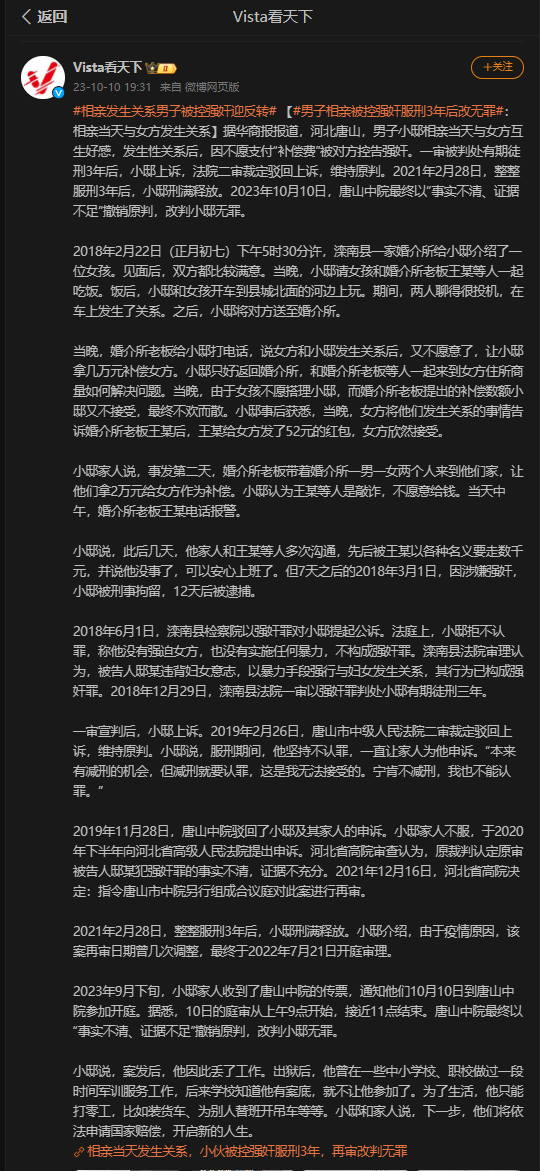 返回
Vista看天下
Vista看天下
+关注
23-10-10 19:31 来自 微博网页版
#相亲发生关系男子被控强奸迎反转# 【#男子相亲被控强奸服刑3年后改无罪#：
相亲当天与女方发生关系】据华商报报道，河北唐山，男子小邸相亲当天与女方互
生好感，发生性关系后，因不愿支付“补偿费”被对方控告强奸。一审被判处有期徒
刑3年后，小邸上诉，法院二审裁定驳回上诉，维持原判。2021年2月28日，整整
服刑3年后，小邸刑满释放。2023年10月10日，唐山中院最终以“事实不清、证据
不足”撤销原判，改判小邸无罪。
2018年2月22日（正月初七）下午5时30分许，滦南县一家婚介所给小邸介绍了一
位女孩。见面后，双方都比较满意。当晚，小邸请女孩和婚介所老板王某等人一起
吃饭。饭后，小邸和女孩开车到县城北面的河边上玩。期间，两人聊得很投机，在
车上发生了关系。之后，小邸将对方送至婚介所。
当晚，婚介所老板给小邸打电话，说女方和小邸发生关系后，又不愿意了，让小邸
拿几万元补偿女方。小邸只好返回婚介所，和婚介所老板等人一起来到女方住所商
量如何解决问题。当晚，由于女孩不愿搭理小邸，而婚介所老板提出的补偿数额小
邸又不接受，最终不欢而散。小邸事后获悉，当晚，女方将他们发生关系的事情告
诉婚介所老板王某后，王某给女方发了52元的红包，女方欣然接受。
小邸家人说，事发第二天，婚介所老板带着婚介所一男一女两个人来到他们家，让
他们拿2万元给女方作为补偿。小邸认为王某等人是敲诈，不愿意给钱。当天中
午，婚介所老板王某电话报警。
小邸说，此后几天，他家人和王某等人多次沟通，先后被王某以各种名义要走数千
元，并说他没事了，可以安心上班了。但7天之后的2018年3月1日，因涉嫌强奸，
小邸被刑事拘留，12天后被逮捕。
2018年6月1日，滦南县检察院以强奸罪对小邸提起公诉。法庭上，小邸拒不认
罪，称他没有强迫女方，也没有实施任何暴力，不构成强奸罪。滦南县法院审理认
为，被告人邸某违背妇女意志，以暴力手段强行与妇女发生关系，其行为已构成强
奸罪。2018年12月29日，滦南县法院一审以强奸罪判处小邸有期徒刑三年。
一审宣判后，小邸上诉。2019年2月26日，唐山市中级人民法院二审裁定驳回上
诉，维持原判。小邸说，服刑期间，他坚持不认罪，一直让家人为他申诉。“本来
有减刑的机会，但减刑就要认罪，这是我无法接受的。宁肯不减刑，我也不能认
罪。”
2019年11月28日，唐山中院驳回了小邸及其家人的申诉。小邸家人不服，于2020
年下半年向河北省高级人民法院提出申诉。河北省高院审查认为，原裁判认定原审
被告人邸某犯强奸罪的事实不清，证据不充分。2021年12月16日，河北省高院决
定：指令唐山市中院另行组成合议庭对此案进行再审。
2021年2月28日，整整服刑3年后，小邸刑满释放。小邸介绍，由于疫情原因，该
案再审日期曾几次调整，最终于2022年7月21日开庭审理。
2023年9月下旬，小邸家人收到了唐山中院的传票，通知他们10月10日到唐山中
院参加开庭。据悉，10日的庭审从上午9点开始，接近11点结束。唐山中院最终以
“事实不清、证据不足”撤销原判，改判小邸无罪。
小邸说，案发后，他因此丢了工作。出狱后，他曾在一些中小学校、职校做过一段
时间军训服务工作，后来学校知道他有案底，就不让他参加了。为了生活，他只能
打零工，比如装货车、为别人替班开吊车等等。小邸和家人说，下一步，他们将依
法申请国家赔偿，开启新的人生。
相亲当天发生关系，小伙被控强奸服刑3年，再审改判无罪